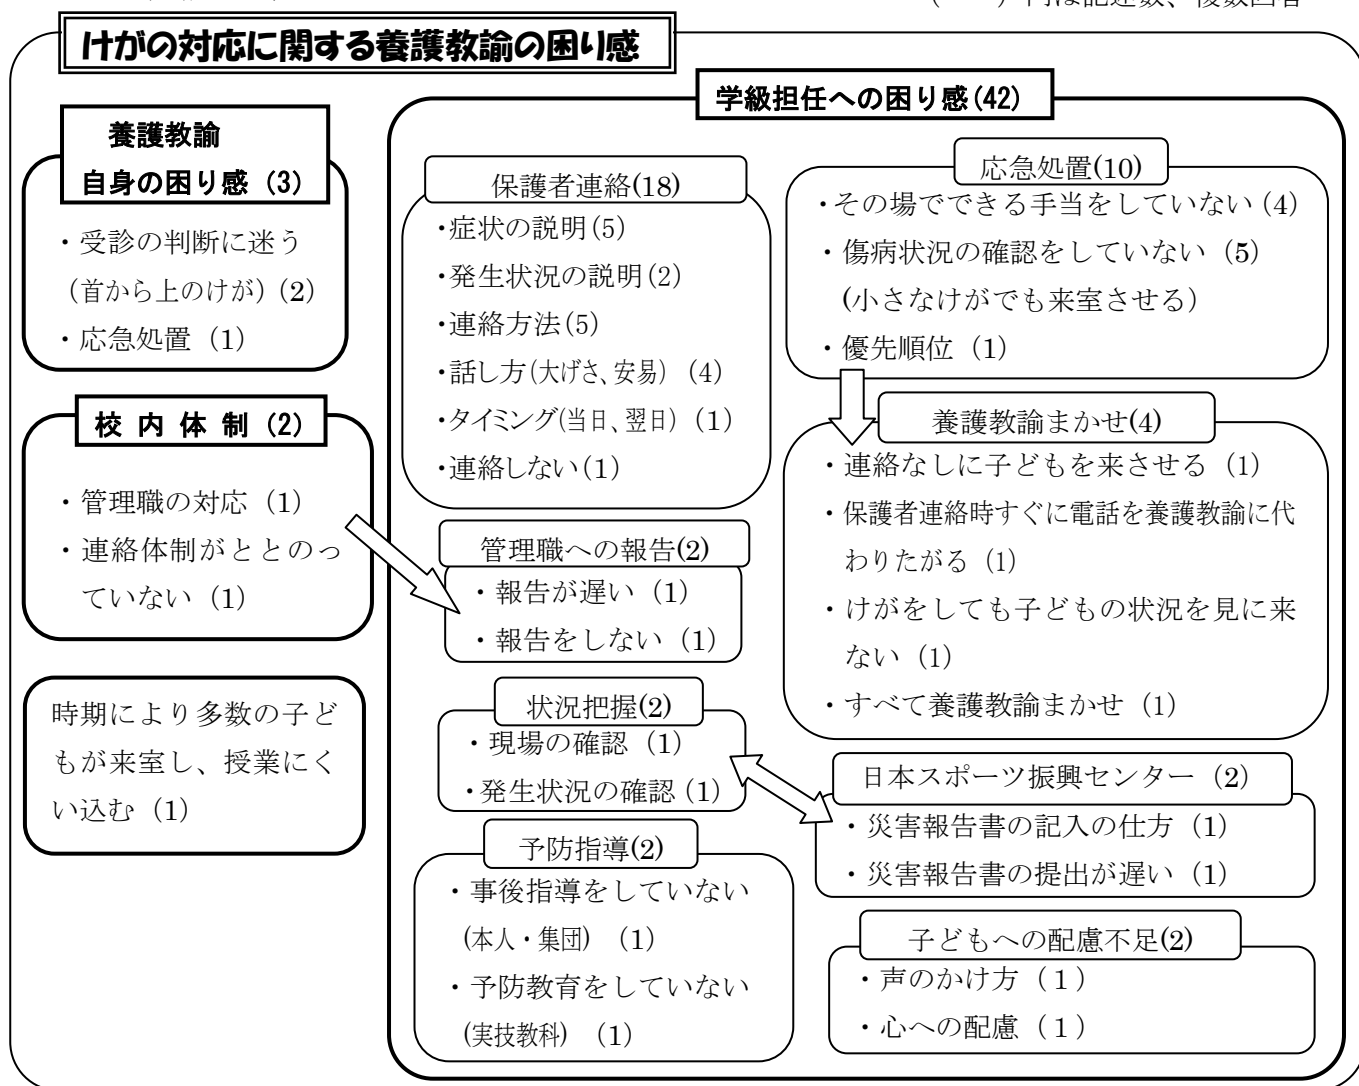 （　　）内は記述数、複数回答
けがの対応に関する養護教諭の困り感
養護教諭
自身の困り感（3）
・受診の判断に迷う
（首から上のけが）（2）
・応急処置（1）
校内体制（2）
・管理職の対応（1）
・連絡体制がととのっ
ていない（1）
時期により多数の子ど
もが来室し、授業にく
い込む（1）
学級担任への困り感(42)
保護者連絡(18)
・症状の説明(5)
・発生状況の説明(2)
・連絡方法(5)
・話し方(大げさ、安易)（4）
・タイミング(当日、翌日)（1）
・連絡しない(1)
管理職への報告(2)
・報告が遅い（1）
・報告をしない（1）
状況把握(2)
・現場の確認（1）
・発生状況の確認(1)
予防指導(2)
・事後指導をしていない
(本人・集団)（1）
・予防教育をしていない
(実技教科)（1）
応急処置(10)
・その場でできる手当をしていない(4)
・傷病状況の確認をしていない（5）
(小さなけがでも来室させる)
・優先順位（1）
養護教諭まかせ(4)
・連絡なしに子どもを来させる（1）
・保護者連絡時すぐに電話を養護教諭に代
わりたがる（1）
・けがをしても子どもの状況を見に来
ない（1）
・すべて養護教諭まかせ（1）
日本スポーツ振興センター（2）
・災害報告書の記入の仕方（1）
・災害報告書の提出が遅い（1）
子どもへの配慮不足(2)
・声のかけ方（1）
・心への配慮（1）